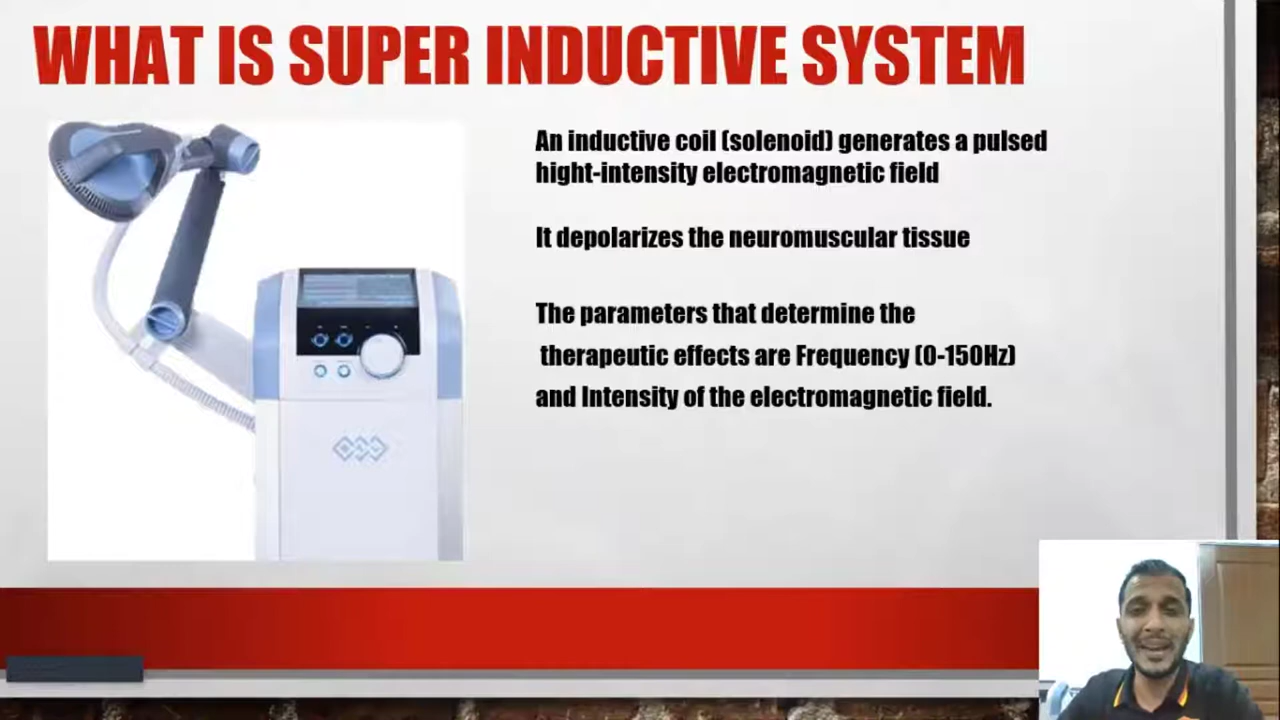 WHAT IS SUPER INDUCTIVE SYSTEM
An inductive coil (solenoid) generates a pulsed
hight-intensity electromagnetic field
It depolarizes the neuromuscular tissue
The parameters that determine the
therapeutic effects are Frequency (0-150Hz)
and Intensity of the electromagnetic field.